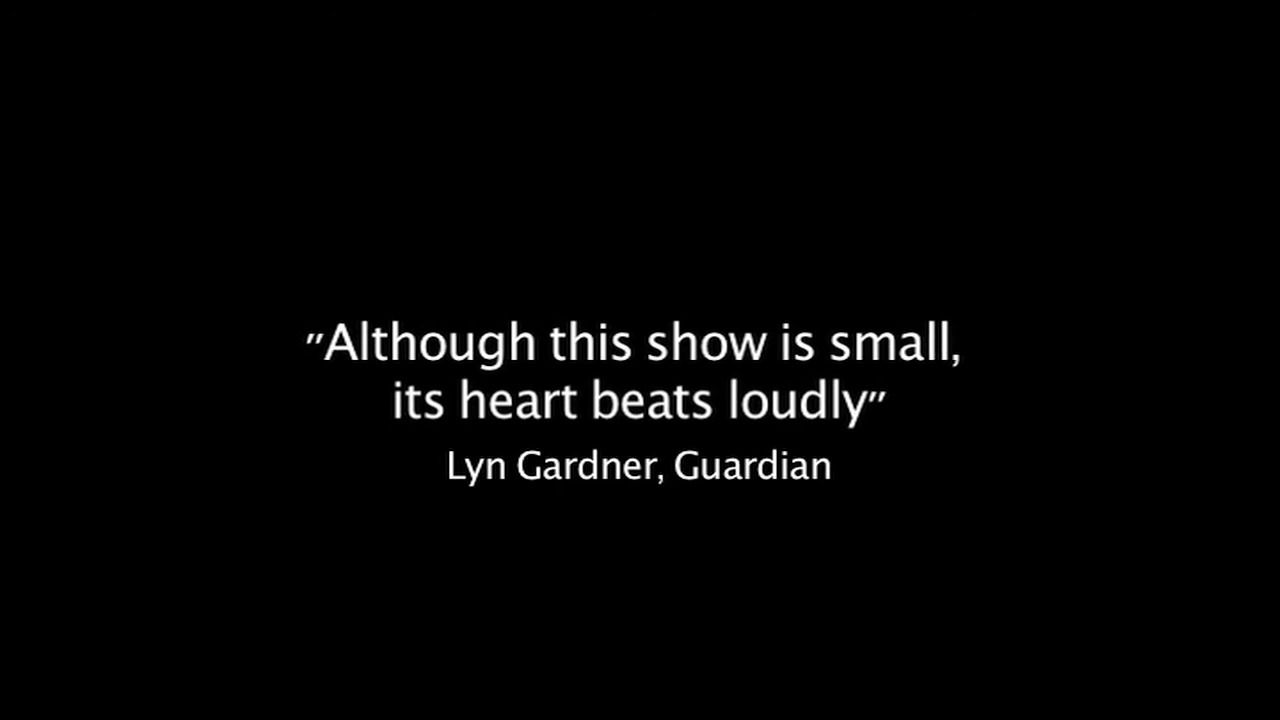 "Although this show is small,
its heart beats loudly"
Lyn Gardner, Guardian